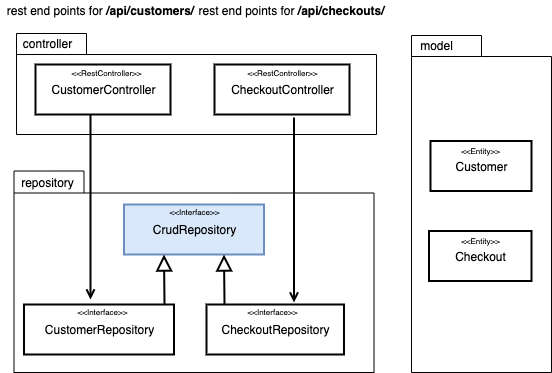 rest end points for /api/customers/ rest end points for /api/checkouts/
controller
<<RestController>>
CustomerController
<<RestController>>
CheckoutController
model
<<Entity>>
Customer
<<Entity>>
Checkout
repository
<<Interface>>
CrudRepository
<<Interface>>
CustomerRepository
<<Interface>>
CheckoutRepository